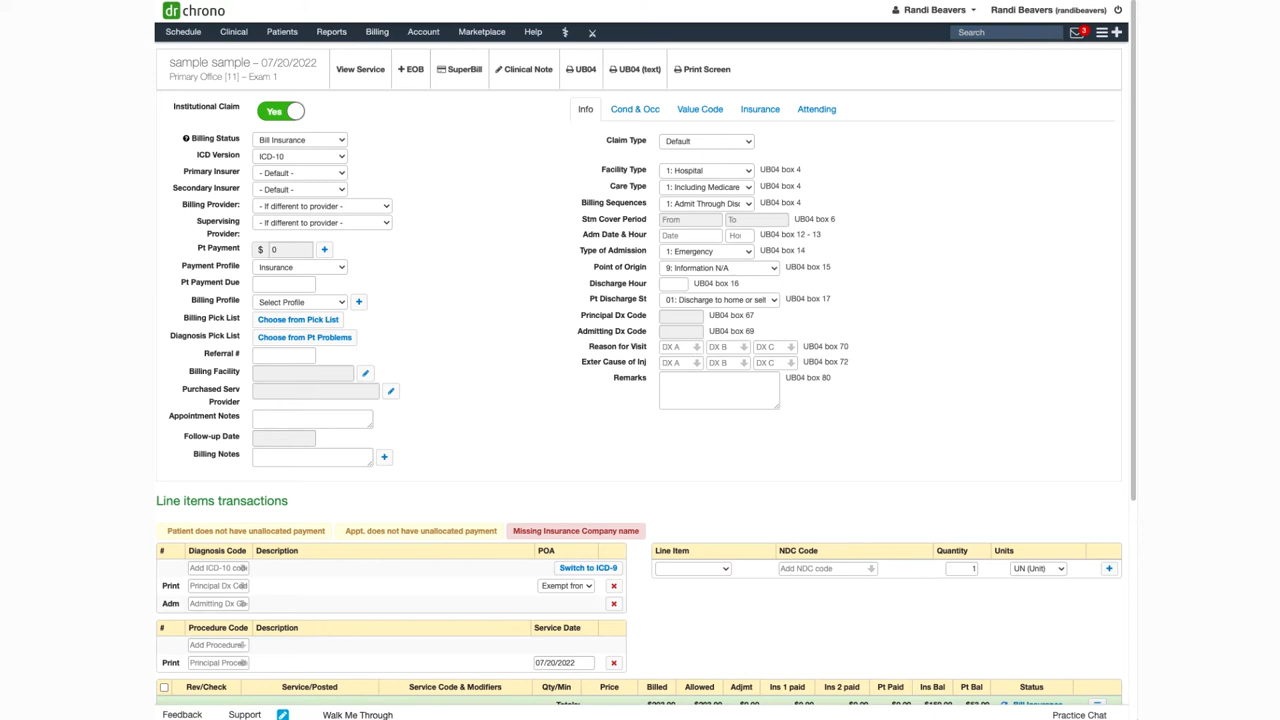 dr chrono
Randi Beavers
Randi Beavers (randibeavers)
Schedule Clinical Patients Reports Billing Account Marketplace Help Search 3
sample sample – 07/20/2022
Primary Office [11] – Exam 1
View Service + EOB SuperBill Clinical Note UB04 UB04 (text) Print Screen
Institutional Claim Yes
Info Cond & Occ Value Code Insurance Attending
Billing Status Bill Insurance
ICD Version ICD-10
Primary Insurer - Default -
Secondary Insurer - Default -
Billing Provider: - If different to provider -
Supervising Provider: - If different to provider -
Pt Payment $ 0 +
Payment Profile Insurance
Pt Payment Due
Billing Profile Select Profile +
Billing Pick List Choose from Pick List
Diagnosis Pick List Choose from Pt Problems
Referral #
Billing Facility
Purchased Serv Provider
Appointment Notes
Follow-up Date
Billing Notes +
Claim Type Default
Facility Type 1: Hospital UB04 box 4
Care Type 1: Including Medicare UB04 box 4
Billing Sequences 1: Admit Through Disc UB04 box 4
Stm Cover Period From To UB04 box 6
Adm Date & Hour Date Hou UB04 box 12 - 13
Type of Admission 1: Emergency UB04 box 14
Point of Origin 9: Information N/A UB04 box 15
Discharge Hour UB04 box 16
Pt Discharge St 01: Discharge to home or self UB04 box 17
Principal Dx Code UB04 box 67
Admitting Dx Code UB04 box 69
Reason for Visit DX A DX B DX C UB04 box 70
Exter Cause of Inj DX A DX B DX C UB04 box 72
Remarks UB04 box 80
Line items transactions
Patient does not have unallocated payment Appt. does not have unallocated payment Missing Insurance Company name
# Diagnosis Code Description POA
Add ICD-10 code Switch to ICD-9
Print Principal Dx Cod Exempt from
Adm Admitting Dx C
Line Item NDC Code Quantity Units
Add NDC code 1 UN (Unit) +
# Procedure Code Description Service Date
Add Procedure
Print Principal Proce 07/20/2022
Rev/Check Service/Posted Service Code & Modifiers Qty/Min Price Billed Allowed Adjmt Ins 1 paid Ins 2 paid Pt Paid Ins Bal Pt Bal Status
Feedback Support Walk Me Through Practice Chat